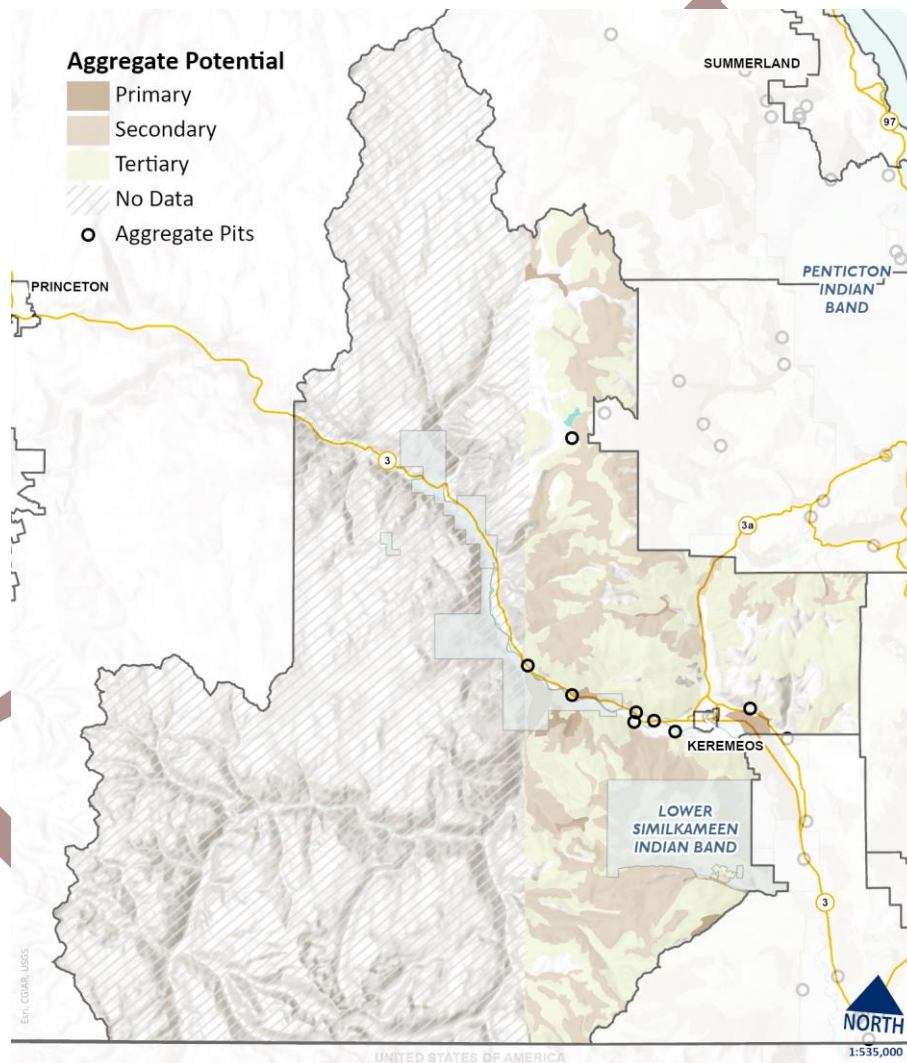 Aggregate Potential
Primary
Secondary
Tertiary
No Data
Aggregate Pits
SUMMERLAND
97
PRINCETON
PENTICTON
INDIAN
BAND
3
3a
KEREMEOS
LOWER
SIMILKAMEEN
INDIAN BAND
3
Esri, CGIAR, USGS
NORTH
1:535,000
UNITED STATES OF AMERICA